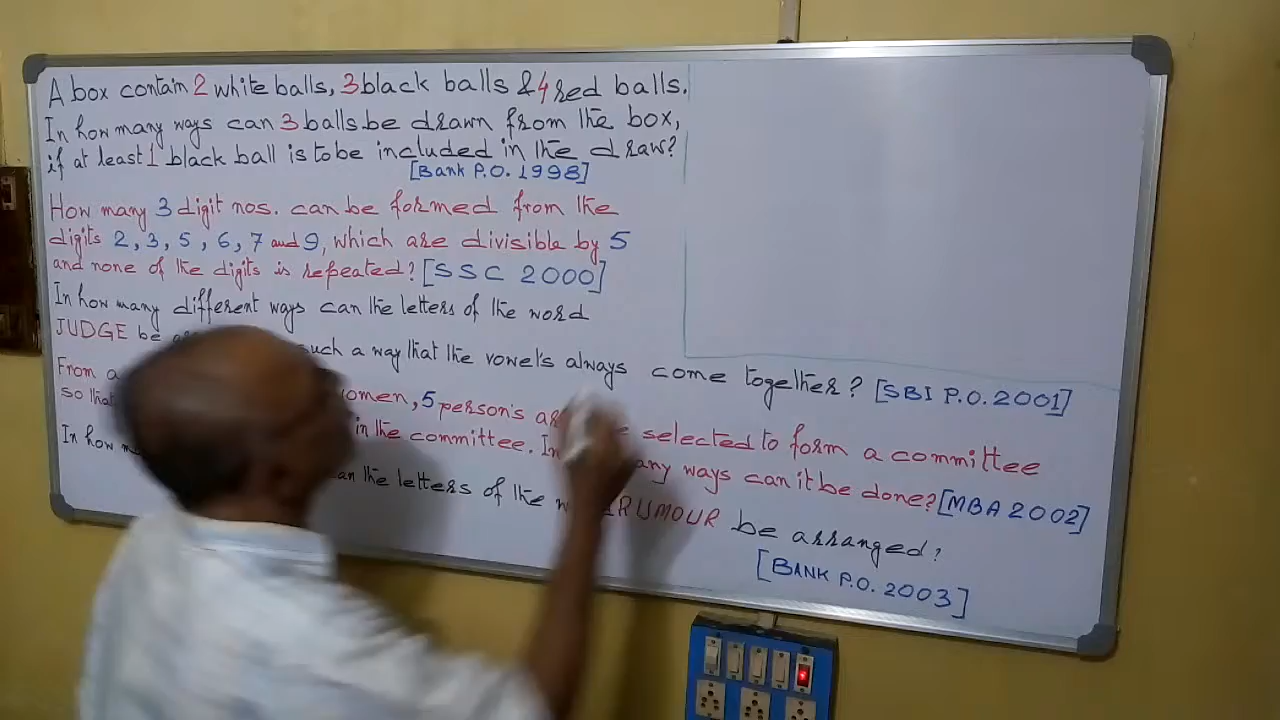 A box contain 2 white balls, 3 black balls & 4 red balls.
In how many ways can 3 balls be drawn from the box,
if at least 1 black ball is to be included in the draw?
[Bank P.O. 1998]
How many 3 digit nos. can be formed from the
digits 2, 3, 5, 6, 7 and 9, which are divisible by 5
and none of the digits is repeated? [SSC 2000]
In how many different ways can the letters of the word
JUDGE be such a way that the vowel's always come together? [SBI P.O. 2001]
From a women, 5 person's selected to form a committee
so that in the committee. In ways can it be done? [MBA 2002]
In how the letters of the RUMOUR be arranged?
[BANK P.O. 2003]